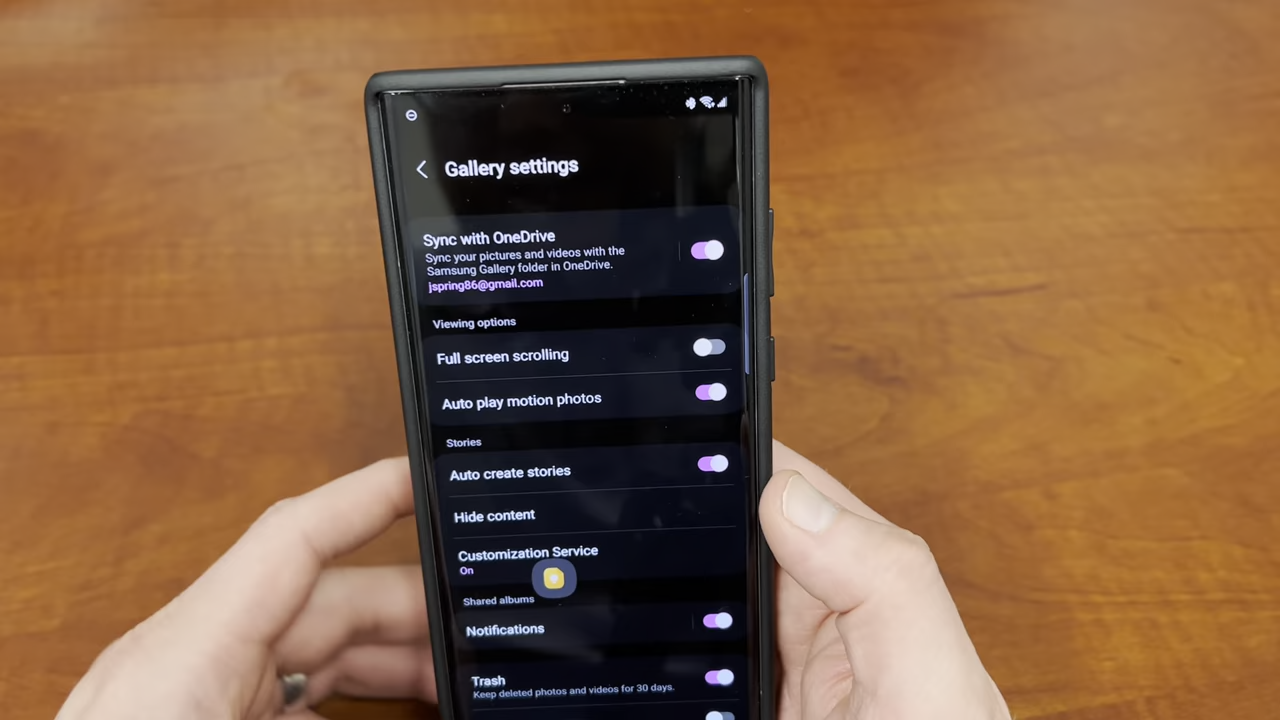 Gallery settings
Sync with OneDrive
Sync your pictures and videos with the
Samsung Gallery folder in OneDrive.
jspring86@gmail.com
Viewing options
Full screen scrolling
Auto play motion photos
Stories
Auto create stories
Hide content
Customization Service
On
Shared albums
Notifications
Trash
Keep deleted photos and videos for 30 days.